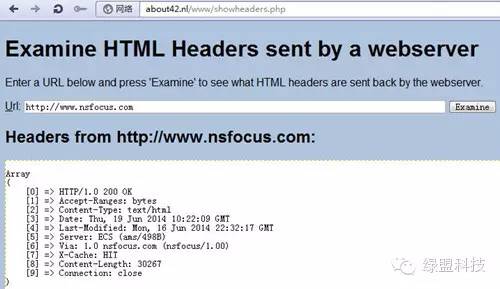 网络
about42.nl/www/showheaders.php
Examine HTML Headers sent by a webserver
Enter a URL below and press 'Examine' to see what HTML headers are sent back by the webserver.
Url: http://www.nsfocus.com Examine
Headers from http://www.nsfocus.com:
Array
(
[0] => HTTP/1.0 200 OK
[1] => Accept-Ranges: bytes
[2] => Content-Type: text/html
[3] => Date: Thu, 19 Jun 2014 10:22:09 GMT
[4] => Last-Modified: Mon, 16 Jun 2014 22:32:17 GMT
[5] => Server: ECS (ams/498B)
[6] => Via: 1.0 nsfocus.com (nsfocus/1.00)
[7] => X-Cache: HIT
[8] => Content-Length: 30267
[9] => Connection: close
)
绿盟科技